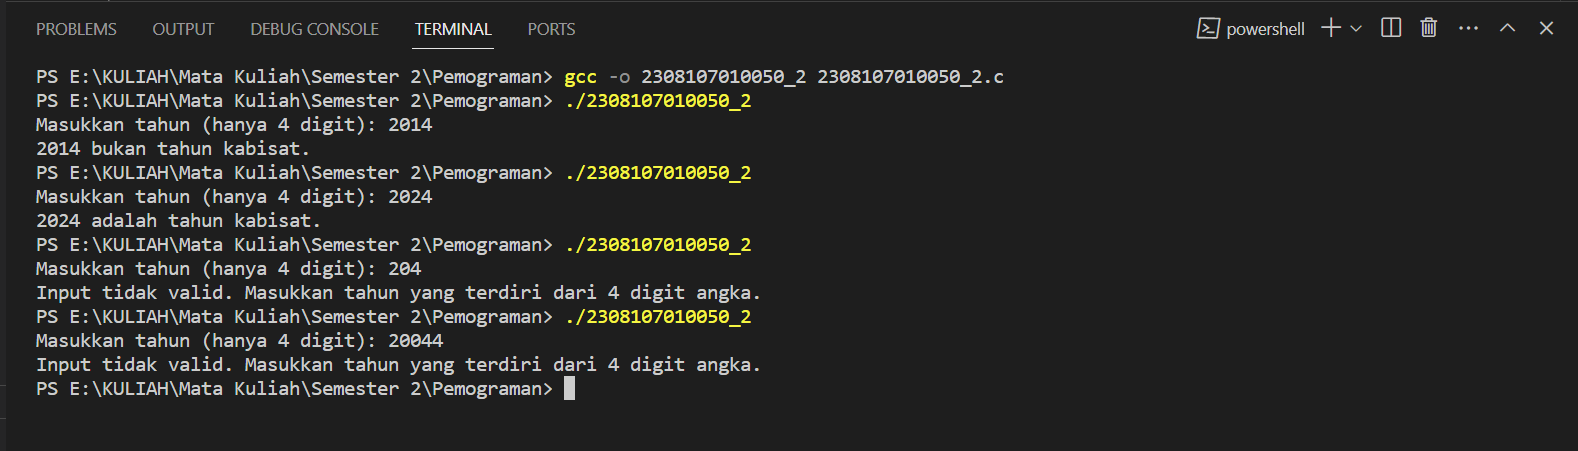 PROBLEMS OUTPUT DEBUG CONSOLE TERMINAL PORTS powershell
PS E:\KULIAH\Mata Kuliah\Semester 2\Pemograman> gcc -o 2308107010050_2 2308107010050_2.c
PS E:\KULIAH\Mata Kuliah\Semester 2\Pemograman> ./2308107010050_2
Masukkan tahun (hanya 4 digit): 2014
2014 bukan tahun kabisat.
PS E:\KULIAH\Mata Kuliah\Semester 2\Pemograman> ./2308107010050_2
Masukkan tahun (hanya 4 digit): 2024
2024 adalah tahun kabisat.
PS E:\KULIAH\Mata Kuliah\Semester 2\Pemograman> ./2308107010050_2
Masukkan tahun (hanya 4 digit): 204
Input tidak valid. Masukkan tahun yang terdiri dari 4 digit angka.
PS E:\KULIAH\Mata Kuliah\Semester 2\Pemograman> ./2308107010050_2
Masukkan tahun (hanya 4 digit): 20044
Input tidak valid. Masukkan tahun yang terdiri dari 4 digit angka.
PS E:\KULIAH\Mata Kuliah\Semester 2\Pemograman>